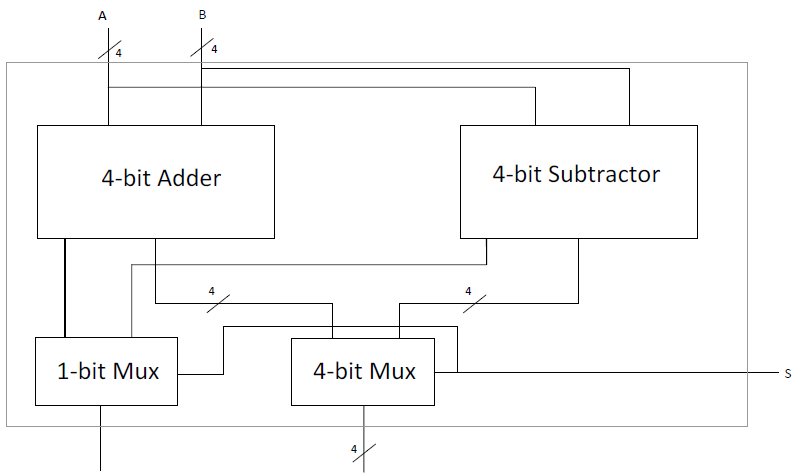 A B
4 4
4-bit Adder 4-bit Subtractor
4 4
1-bit Mux 4-bit Mux S
4